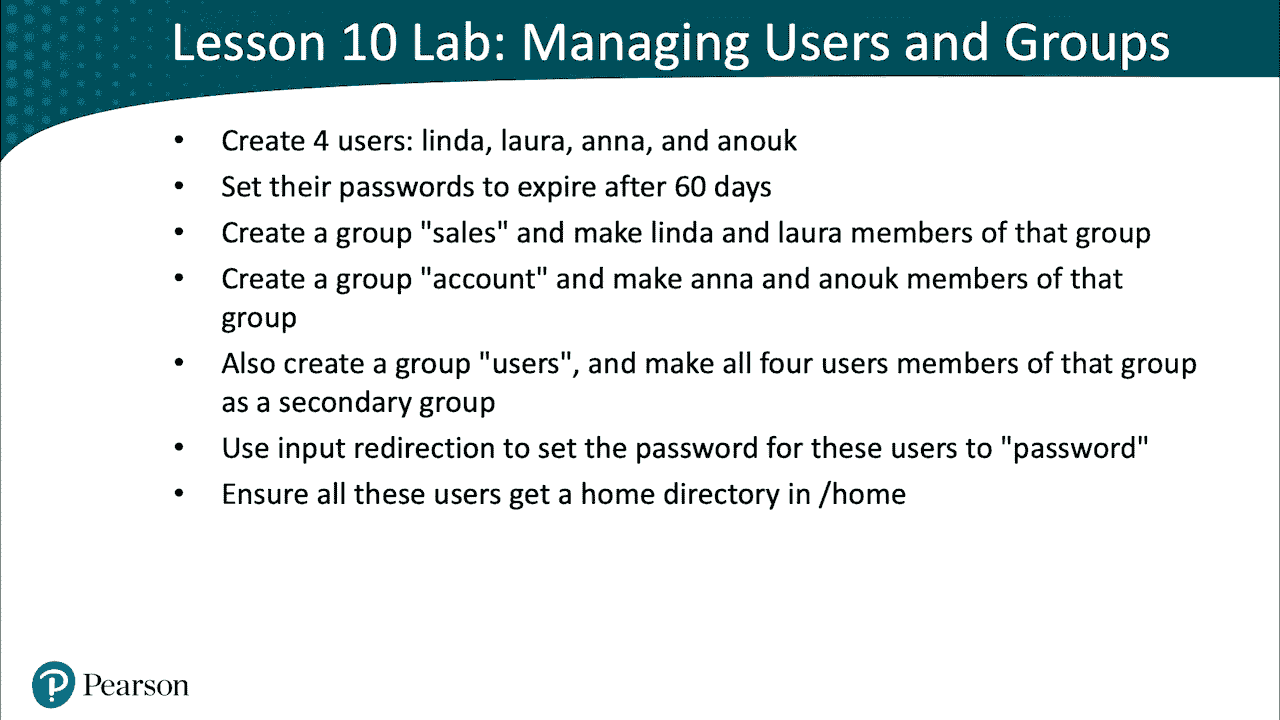 Lesson 10 Lab: Managing Users and Groups
• Create 4 users: linda, laura, anna, and anouk
• Set their passwords to expire after 60 days
• Create a group "sales" and make linda and laura members of that group
• Create a group "account" and make anna and anouk members of that
group
• Also create a group "users", and make all four users members of that group
as a secondary group
• Use input redirection to set the password for these users to "password"
• Ensure all these users get a home directory in /home
Pearson